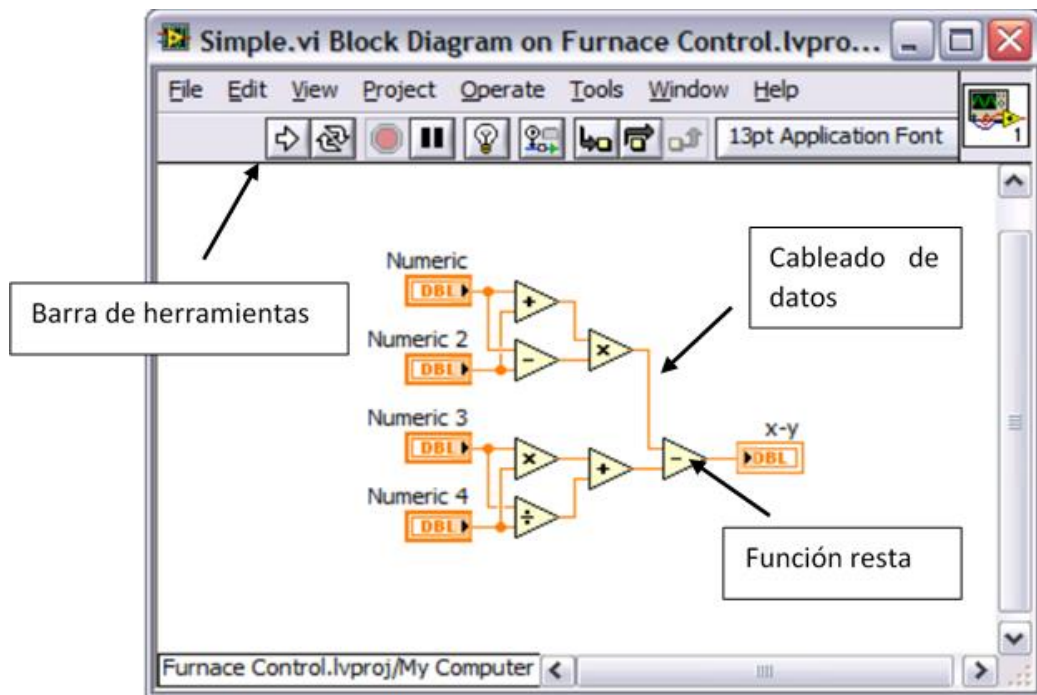 Simple.vi Block Diagram on Furnace Control.lvpro...
File Edit View Project Operate Tools Window Help
13pt Application Font
1
Barra de herramientas
Cableado de
datos
Numeric
DBL
Numeric 2
DBL
Numeric 3
DBL
Numeric 4
DBL
+
−
×
×
÷
+
−
x-y
DBL
Función resta
Furnace Control.lvproj/My Computer